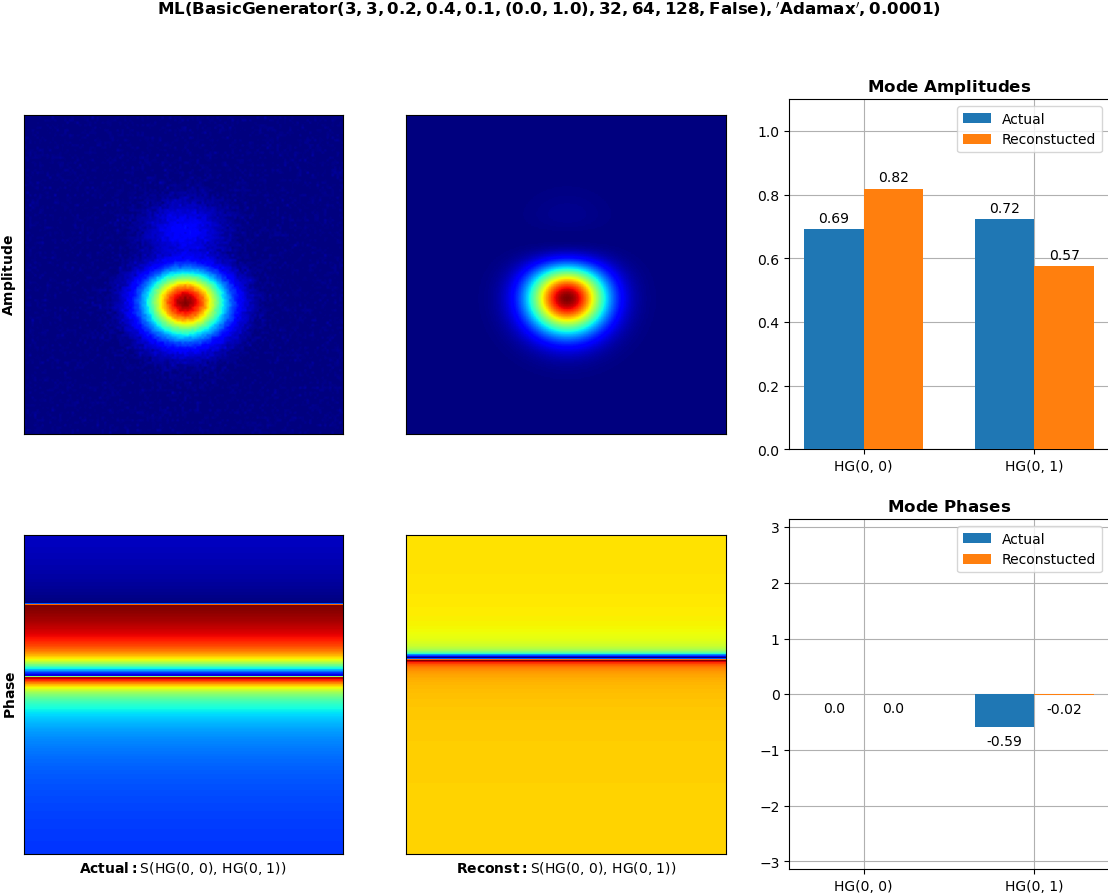 ML(BasicGenerator(3, 3, 0.2, 0.4, 0.1, (0.0, 1.0), 32, 64, 128, False), ′Adamax′, 0.0001)
Amplitude
Mode Amplitudes
Actual
Reconstucted
1.0
0.8
0.6
0.4
0.2
0.0
0.69
0.82
0.72
0.57
HG(0, 0)
HG(0, 1)
Phase
Actual: S(HG(0, 0), HG(0, 1))
Reconst: S(HG(0, 0), HG(0, 1))
Mode Phases
Actual
Reconstucted
3
2
1
0
−1
−2
−3
0.0
0.0
-0.59
-0.02
HG(0, 0)
HG(0, 1)